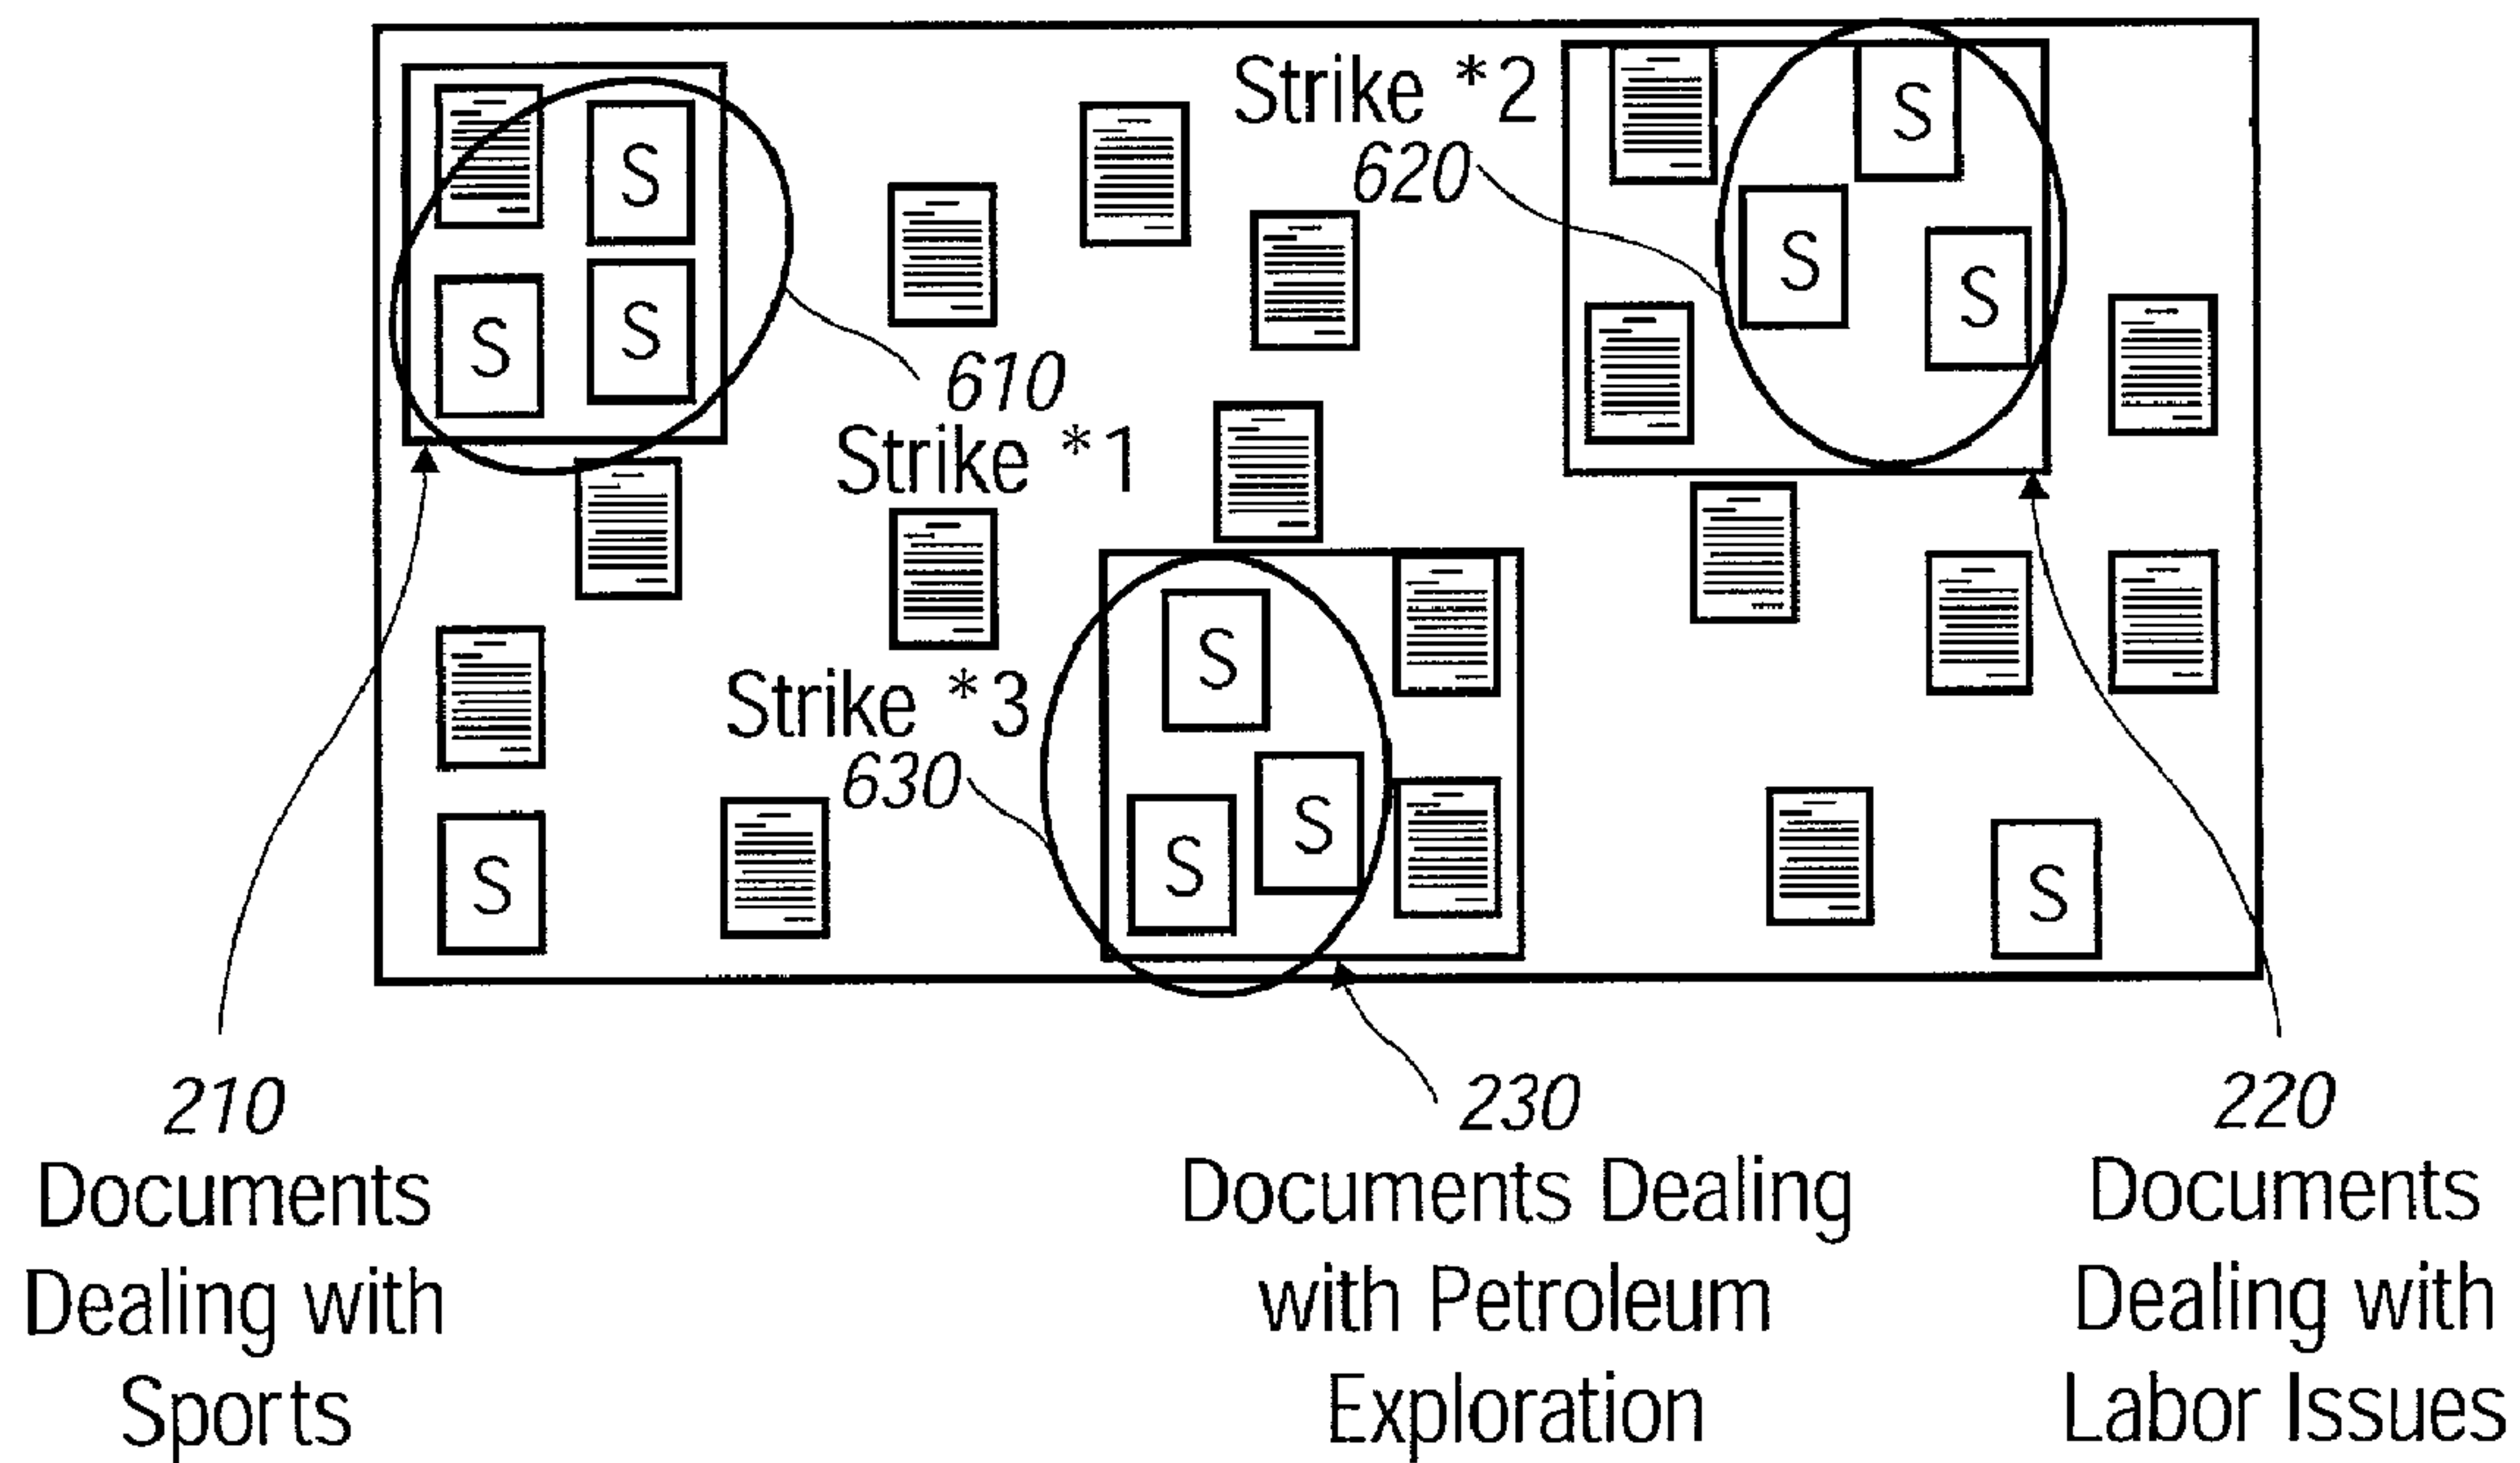 Strike *2
620
S
S
S
S
S
S
610
Strike *1
Strike *3
630
S
S
S
S
S
210
Documents
Dealing with
Sports
230
Documents Dealing
with Petroleum
Exploration
220
Documents
Dealing with
Labor Issues